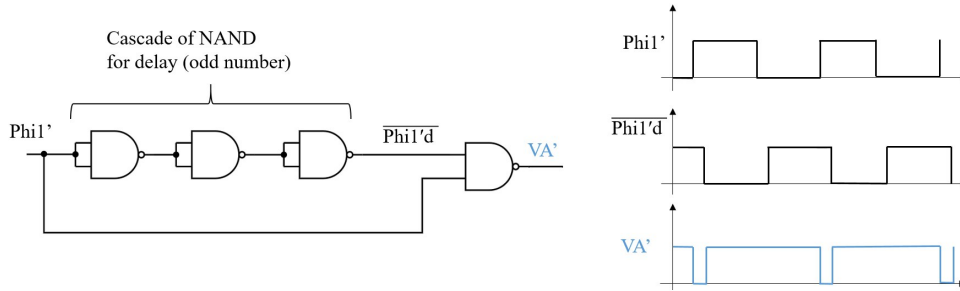 Cascade of NAND
for delay (odd number)
Phi1’
Phi1'd
VA’
Phi1’
Phi1'd
VA’